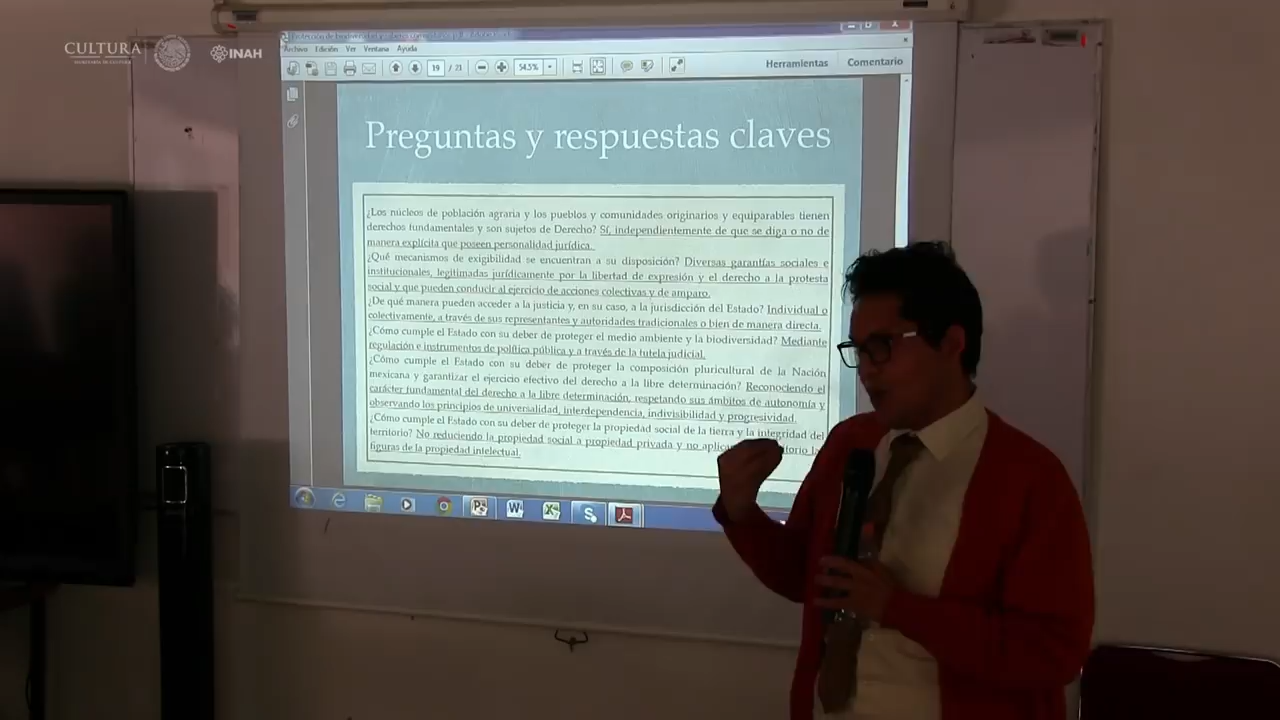 CULTURA
INAH
Archivo Edición Ver Ventana Ayuda
19 / 21 54.5% Herramientas Comentario
Preguntas y respuestas claves
¿Los núcleos de población agraria y los pueblos y comunidades originarios y equiparables tienen
derechos fundamentales y son sujetos de Derecho? Sí, independientemente de que se diga o no de
manera explícita que poseen personalidad jurídica.
¿Qué mecanismos de exigibilidad se encuentran a su disposición? Diversas garantías sociales e
institucionales, legitimadas jurídicamente por la libertad de expresión y el derecho a la protesta
social y que pueden conducir al ejercicio de acciones colectivas y de amparo.
¿De qué manera pueden acceder a la justicia y, en su caso, a la jurisdicción del Estado? Individual o
colectivamente, a través de sus representantes y autoridades tradicionales o bien de manera directa.
¿Cómo cumple el Estado con su deber de proteger el medio ambiente y la biodiversidad? Mediante
regulación e instrumentos de política pública y a través de la tutela judicial.
¿Cómo cumple el Estado con su deber de proteger la composición pluricultural de la Nación
mexicana y garantizar el ejercicio efectivo del derecho a la libre determinación? Reconociendo el
carácter fundamental del derecho a la libre determinación, respetando sus ámbitos de autonomía y
observando los principios de universalidad, interdependencia, indivisibilidad y progresividad.
¿Cómo cumple el Estado con su deber de proteger la propiedad social de la tierra y la integridad del
territorio? No reduciendo la propiedad social a propiedad privada y no
figuras de la propiedad intelectual.